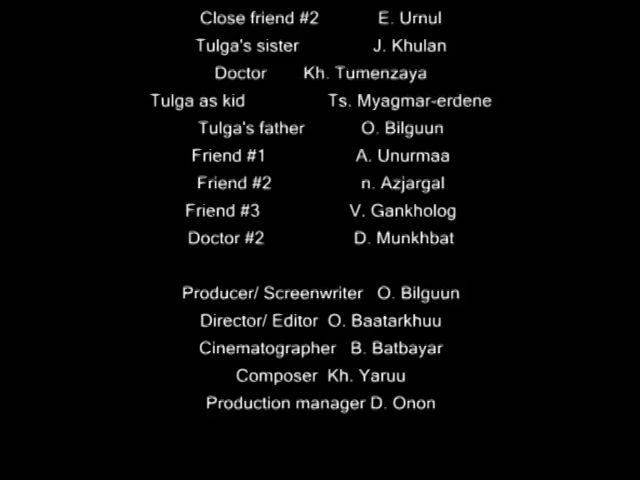 Close friend #2 E. Urnul
Tulga's sister J. Khulan
Doctor Kh. Tumenzaya
Tulga as kid Ts. Myagmar-erdene
Tulga's father O. Bilguun
Friend #1 A. Unurmaa
Friend #2 n. Azjargal
Friend #3 V. Gankholog
Doctor #2 D. Munkhbat
Producer/ Screenwriter O. Bilguun
Director/ Editor O. Baatarkhuu
Cinematographer B. Batbayar
Composer Kh. Yaruu
Production manager D. Onon